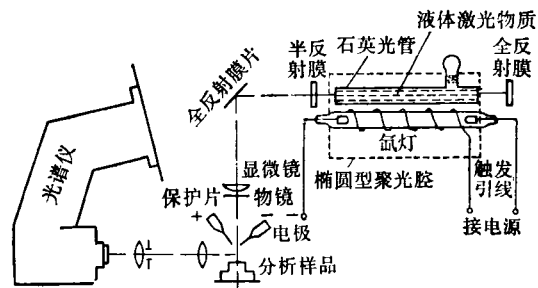 液体激光物质
石英光管
半反
射膜
全反
射膜
全反射膜片
氙灯
椭圆型聚光腔
触发
引线
接电源
光谱仪
显微镜
物镜
保护片
+
-
电极
分析样品